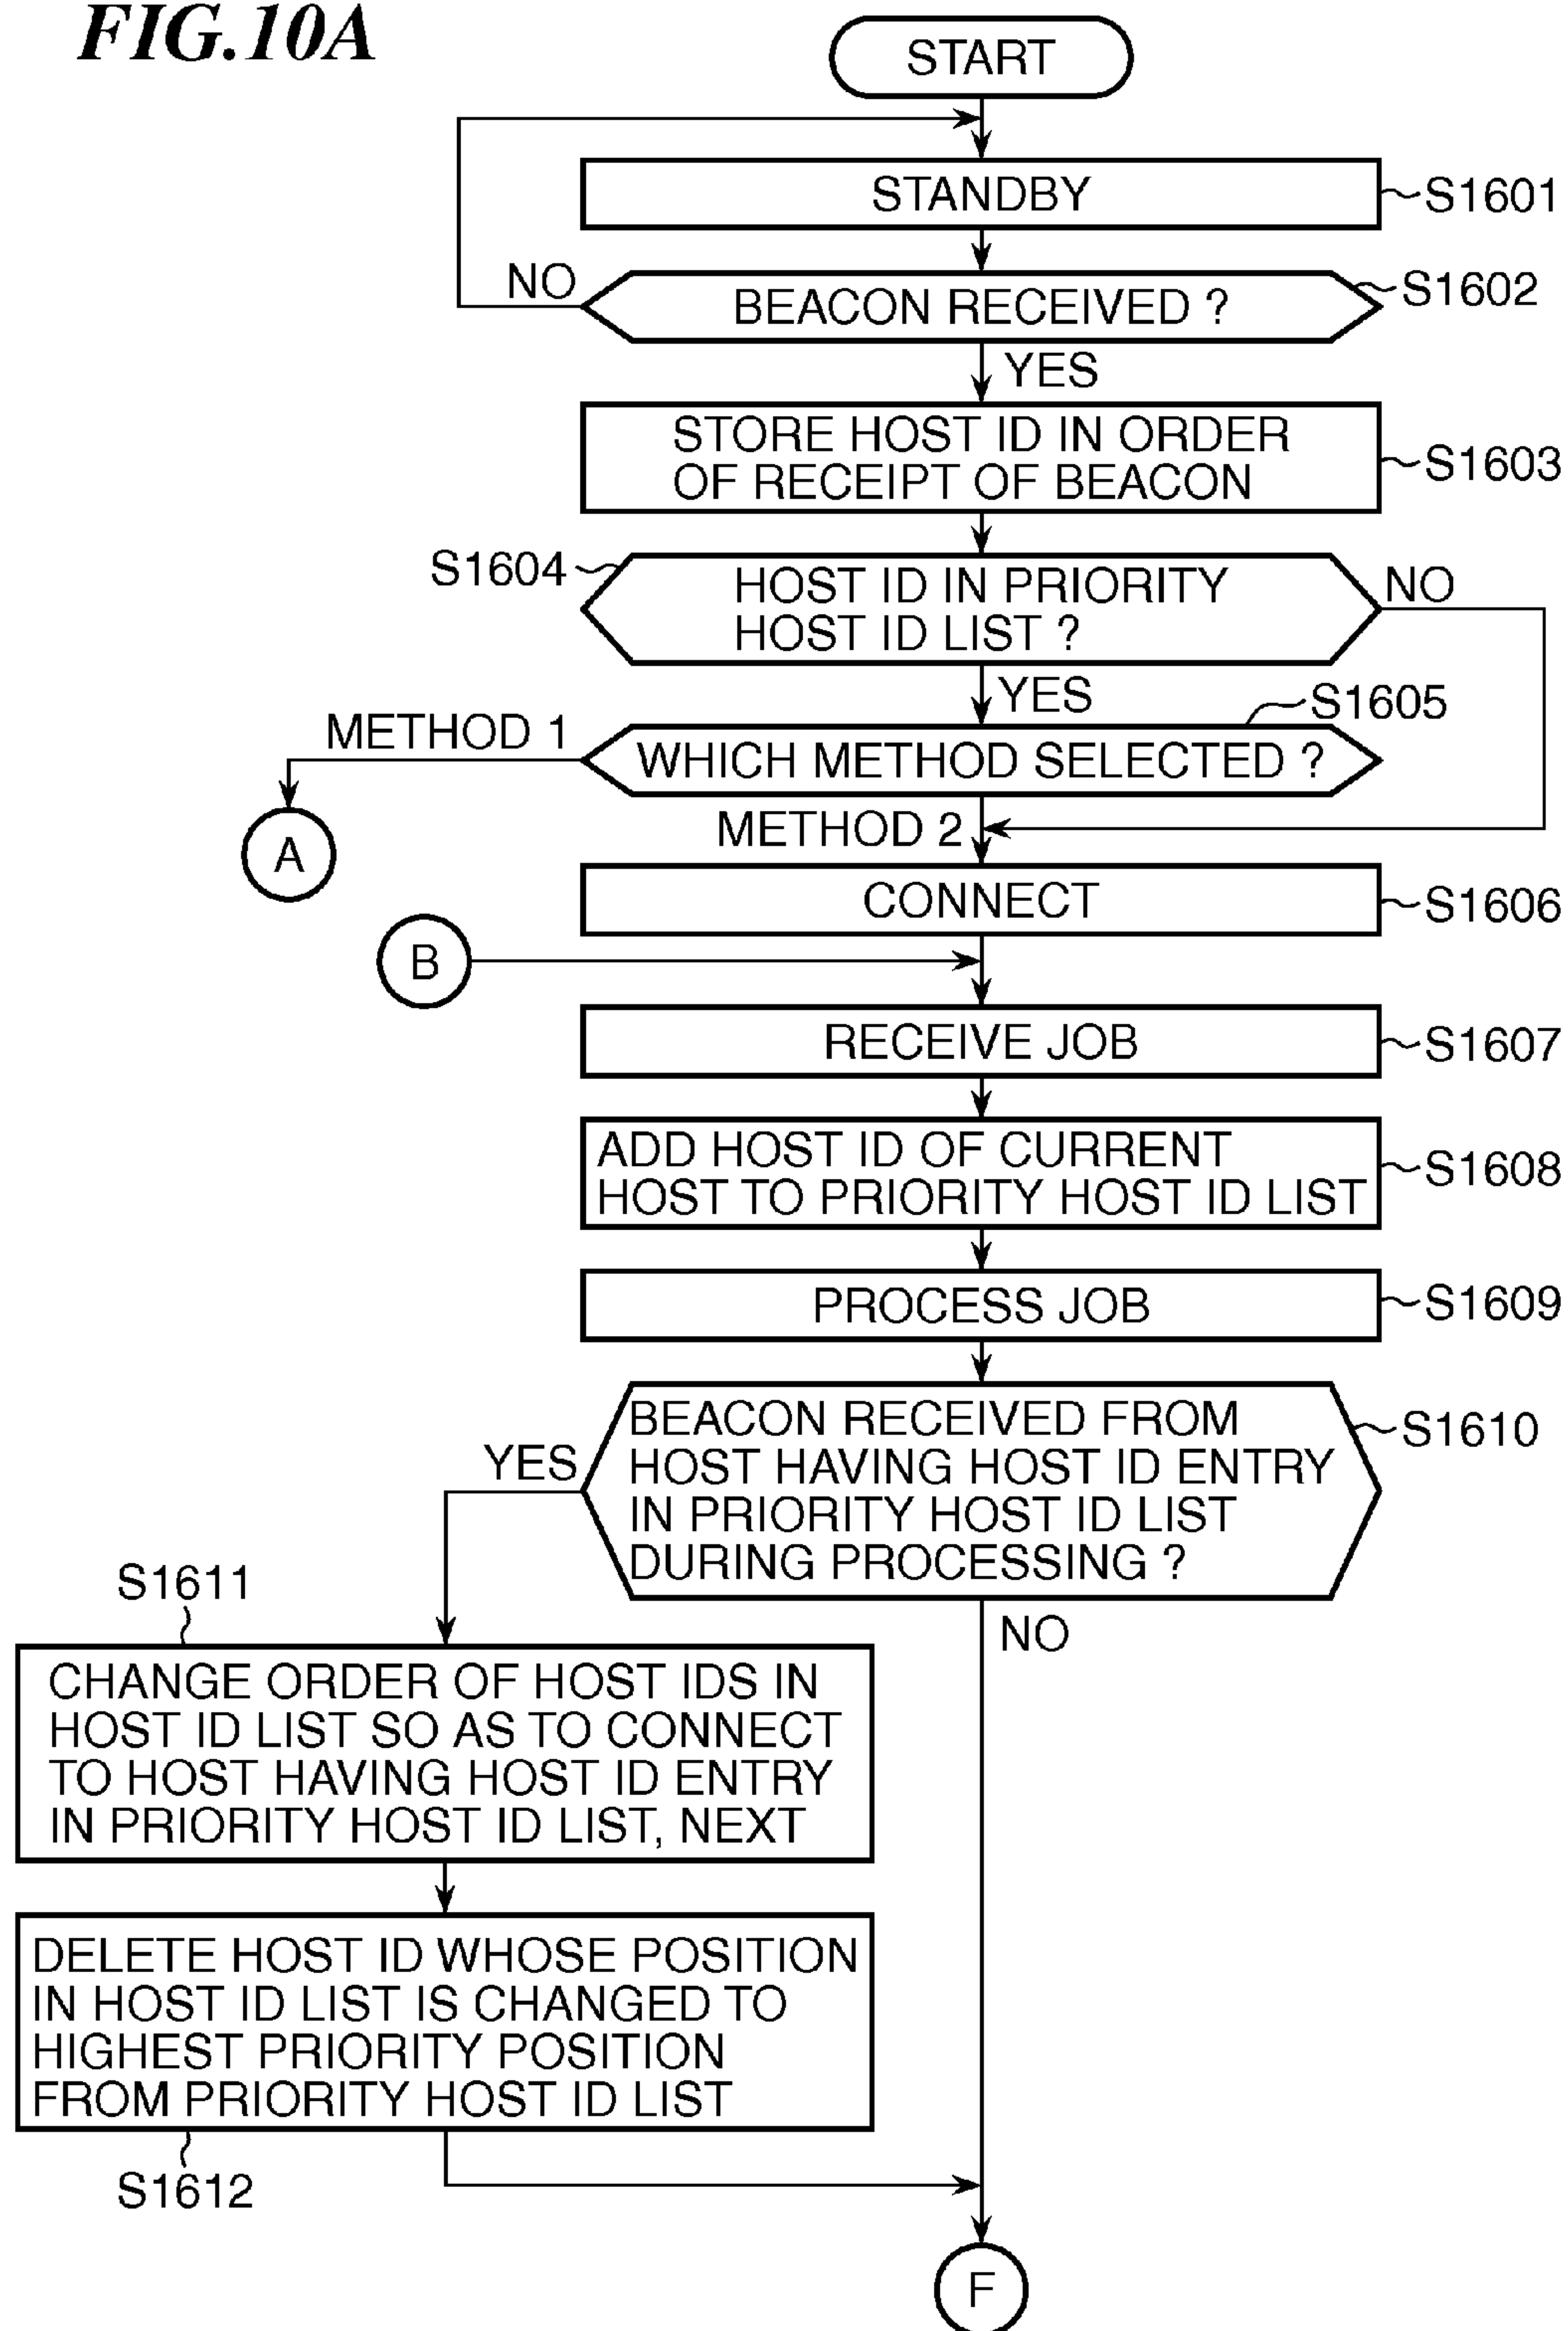 FIG.10A
START
STANDBY
S1601
NO
BEACON RECEIVED ?
S1602
YES
STORE HOST ID IN ORDER
OF RECEIPT OF BEACON
S1603
S1604
HOST ID IN PRIORITY
HOST ID LIST ?
NO
YES
S1605
METHOD 1
WHICH METHOD SELECTED ?
METHOD 2
A
CONNECT
S1606
B
RECEIVE JOB
S1607
ADD HOST ID OF CURRENT
HOST TO PRIORITY HOST ID LIST
S1608
PROCESS JOB
S1609
BEACON RECEIVED FROM
HOST HAVING HOST ID ENTRY
IN PRIORITY HOST ID LIST
DURING PROCESSING ?
S1610
YES
NO
S1611
CHANGE ORDER OF HOST IDS IN
HOST ID LIST SO AS TO CONNECT
TO HOST HAVING HOST ID ENTRY
IN PRIORITY HOST ID LIST, NEXT
DELETE HOST ID WHOSE POSITION
IN HOST ID LIST IS CHANGED TO
HIGHEST PRIORITY POSITION
FROM PRIORITY HOST ID LIST
S1612
F